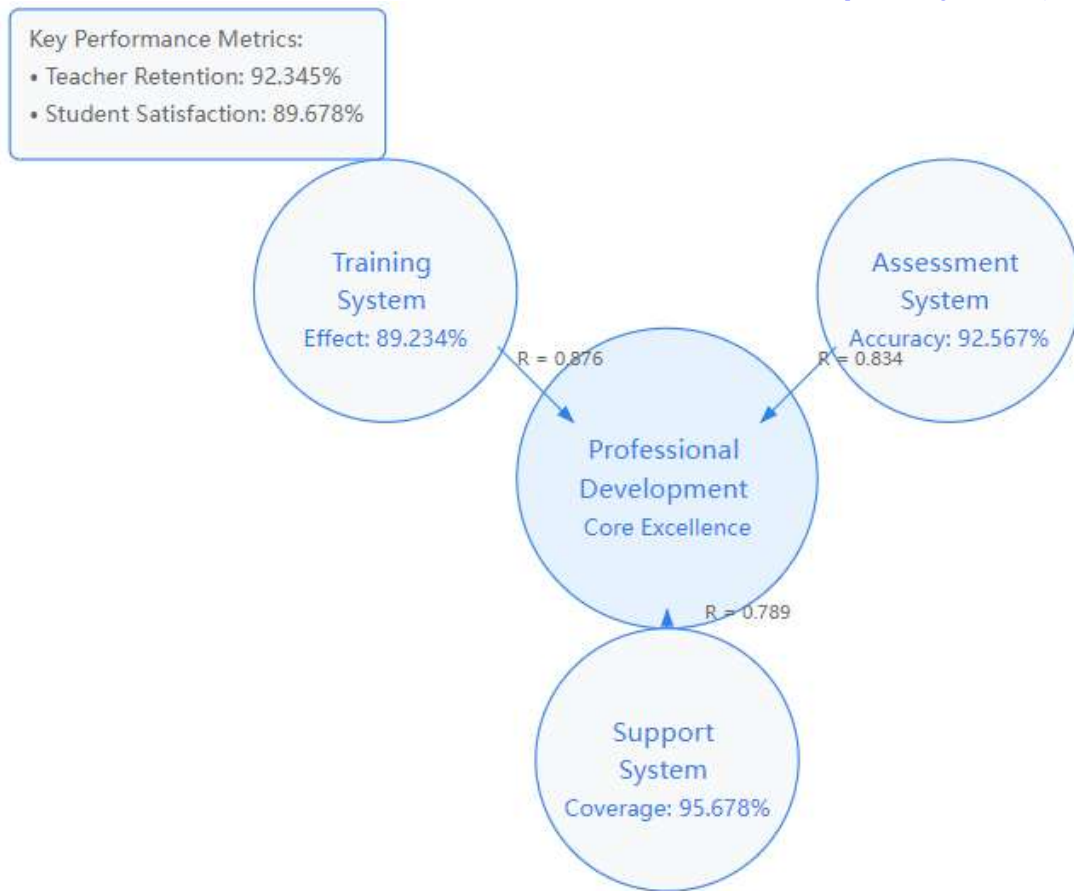 Key Performance Metrics:
• Teacher Retention: 92.345%
• Student Satisfaction: 89.678%
Training
System
Effect: 89.234%
Assessment
System
Accuracy: 92.567%
R = 0.876
R = 0.834
Professional
Development
Core Excellence
R = 0.789
Support
System
Coverage: 95.678%